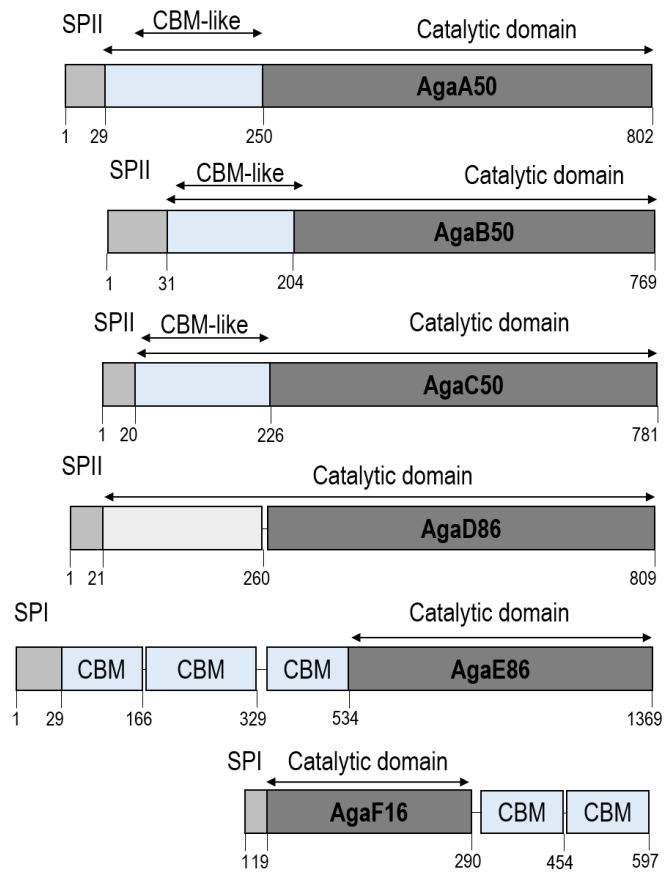 SPII CBM-like Catalytic domain
AgaA50
1 29 250 802
SPII CBM-like Catalytic domain
AgaB50
1 31 204 769
SPII CBM-like Catalytic domain
AgaC50
1 20 226 781
SPII Catalytic domain
AgaD86
1 21 260 809
SPI Catalytic domain
CBM CBM CBM AgaE86
1 29 166 329 534 1369
SPI Catalytic domain
AgaF16 CBM CBM
119 290 454 597